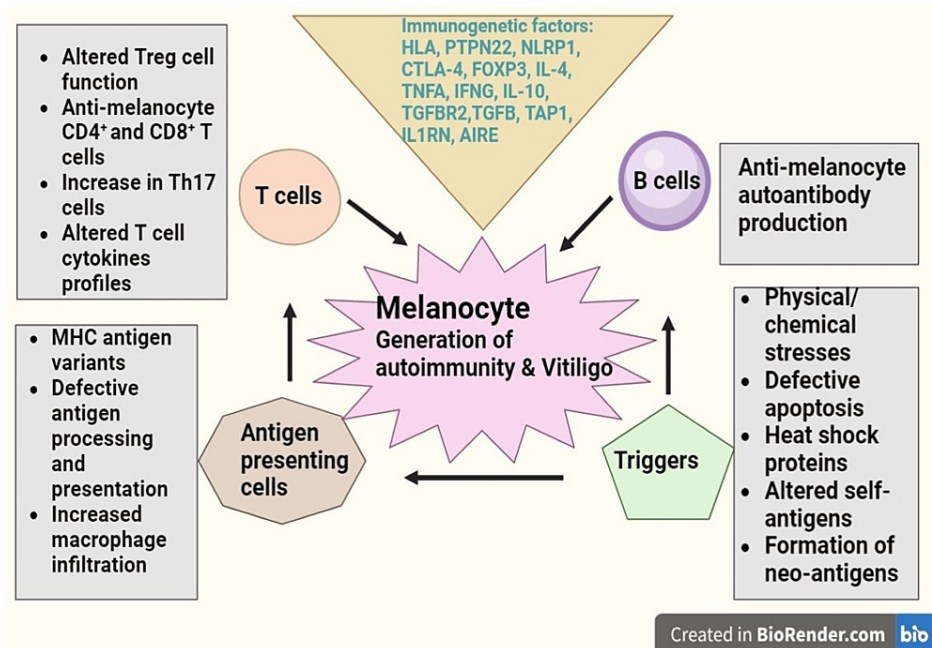 Immunogenetic factors:
HLA, PTPN22, NLRP1,
CTLA-4, FOXP3, IL-4,
TNFA, IFNG, IL-10,
TGFBR2,TGFB, TAP1,
IL1RN, AIRE
• Altered Treg cell
function
• Anti-melanocyte
CD4⁺ and CD8⁺ T
cells
• Increase in Th17
cells
• Altered T cell
cytokines
profiles
T cells
B cells
Anti-melanocyte
autoantibody
production
Melanocyte
Generation of
autoimmunity & Vitiligo
• MHC antigen
variants
• Defective
antigen
processing
and
presentation
• Increased
macrophage
infiltration
Antigen
presenting
cells
Triggers
• Physical/
chemical
stresses
• Defective
apoptosis
• Heat shock
proteins
• Altered self-
antigens
• Formation of
neo-antigens
Created in BioRender.com bio